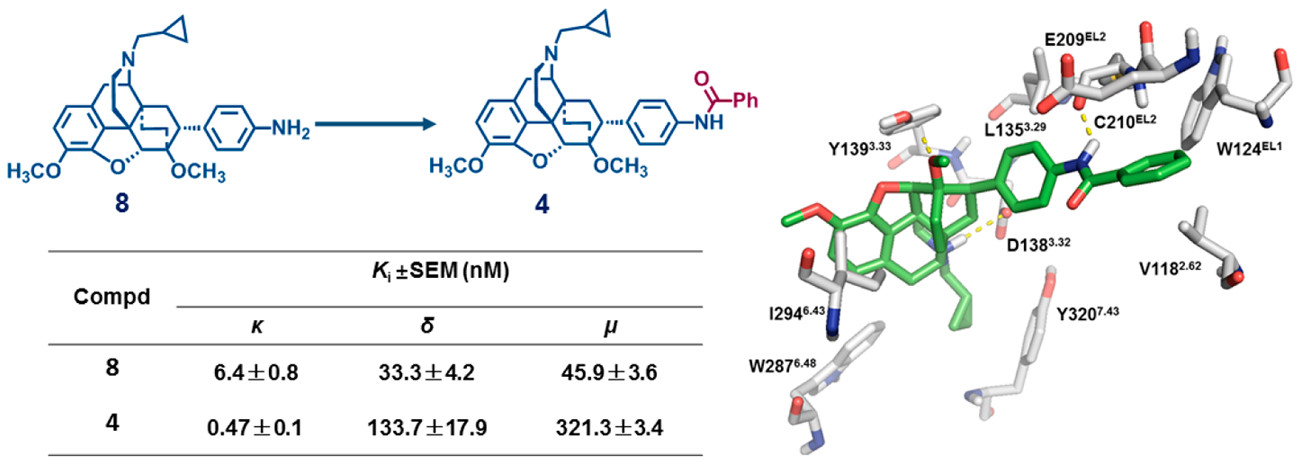 N
NH₂
H₃CO
O
OCH₃
8
N
O
Ph
NH
H₃CO
O
OCH₃
4
Compd
Kᵢ ±SEM (nM)
κ
δ
μ
8
6.4±0.8
33.3±4.2
45.9±3.6
4
0.47±0.1
133.7±17.9
321.3±3.4
E209ᴱᴸ²
L135³·²⁹
C210ᴱᴸ²
W124ᴱᴸ¹
Y139³·³³
D138³·³²
V118²·⁶²
I294⁶·⁴³
Y320⁷·⁴³
W287⁶·⁴⁸